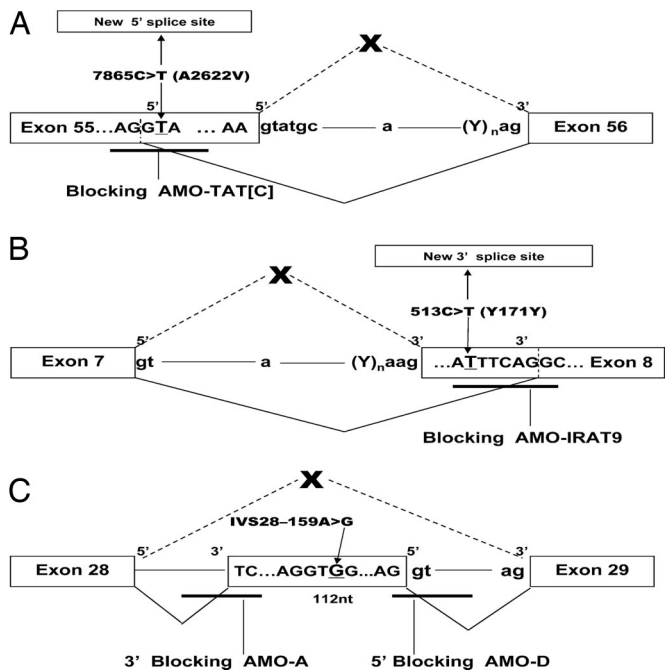 A
New 5' splice site
X
7865C>T (A2622V)
5' 5' 3'
Exon 55...AGGTA ... AA gtatgc a (Y)nag Exon 56
Blocking AMO-TAT[C]
B
New 3' splice site
X
513C>T (Y171Y)
5' 3' 3'
Exon 7 gt a (Y)naag ...ATTTCAGGC... Exon 8
Blocking AMO-IRAT9
C
X
IVS28-159A>G
5' 3' 5' 3'
Exon 28 TC...AGGTGG...AG gt ag Exon 29
112nt
3' Blocking AMO-A 5' Blocking AMO-D